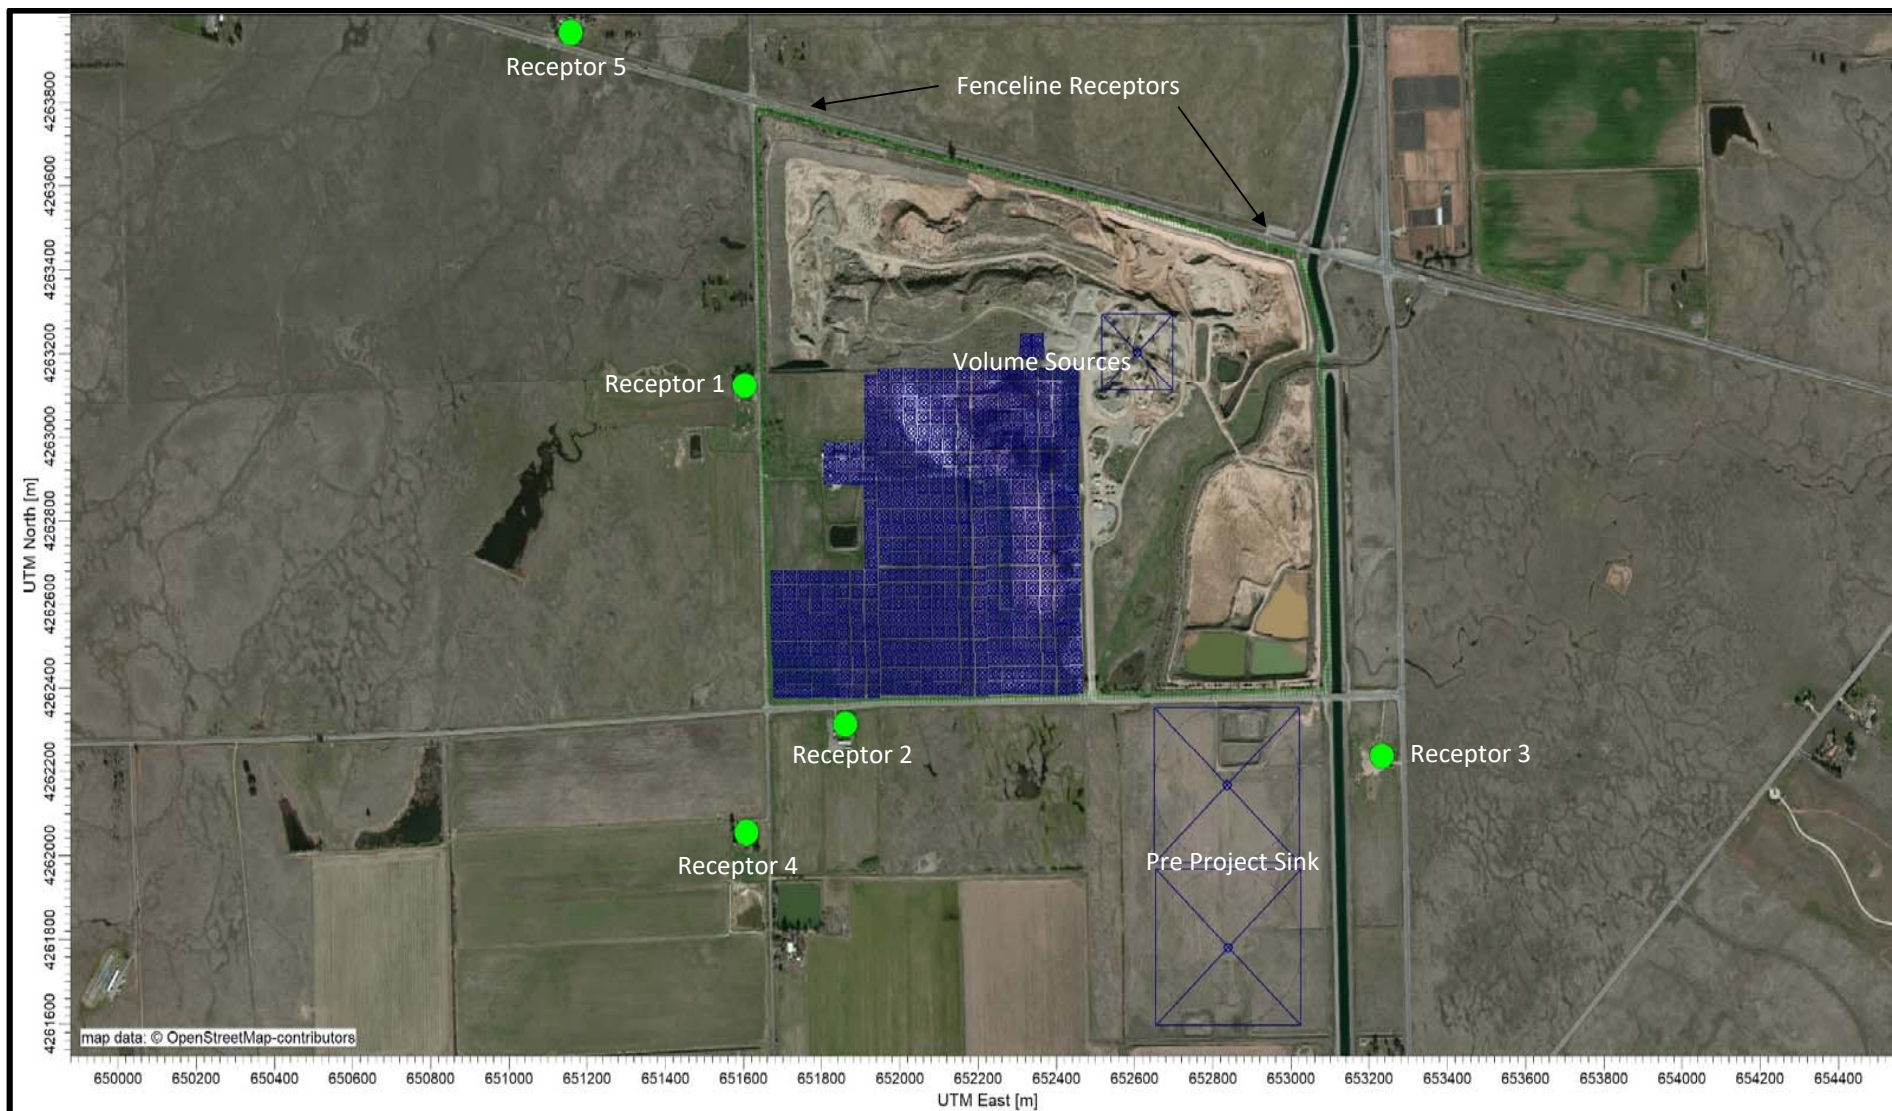 Receptor 5
Fenceline Receptors
Volume Sources
Receptor 1
Receptor 2
Receptor 3
Receptor 4
Pre Project Sink
map data: © OpenStreetMap-contributors
UTM North [m]
4263800
4263600
4263400
4263200
4263000
4262800
4262600
4262400
4262200
4262000
4261800
4261600
650000 650200 650400 650600 650800 651000 651200 651400 651600 651800 652000 652200 652400 652600 652800 653000 653200 653400 653600 653800 654000 654200 654400
UTM East [m]